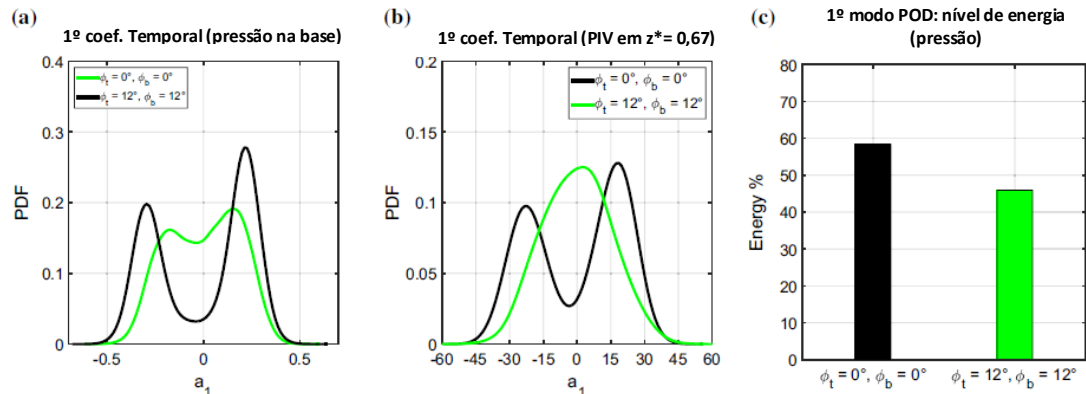 (a)
1º coef. Temporal (pressão na base)
0.4
0.3
0.2
0.1
0
PDF
ϕt = 0°, ϕb = 0°
ϕt = 12°, ϕb = 12°
-0.5
0
0.5
a1
(b)
1º coef. Temporal (PIV em z*= 0,67)
0.2
0.15
0.1
0.05
0
PDF
ϕt = 0°, ϕb = 0°
ϕt = 12°, ϕb = 12°
-60
-45
-30
-15
0
15
30
45
60
a1
(c)
1º modo POD: nível de energia
(pressão)
80
70
60
50
40
30
20
10
0
Energy %
ϕt = 0°, ϕb = 0°
ϕt = 12°, ϕb = 12°